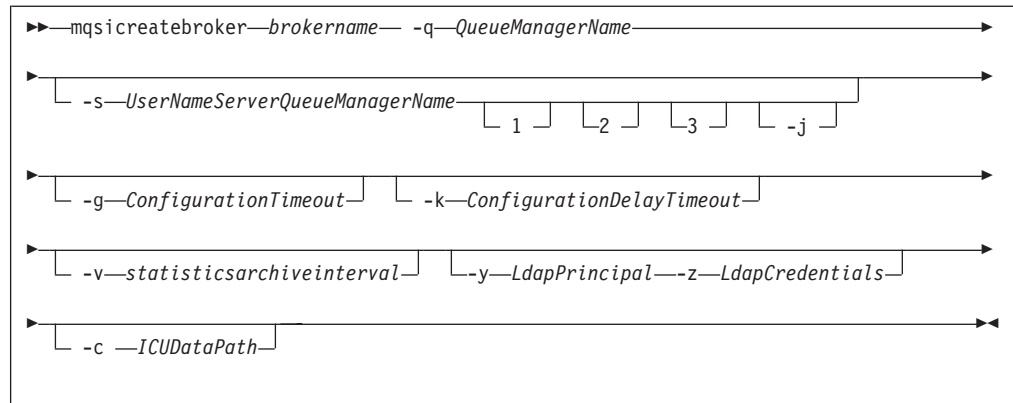 mqsicreatebroker brokername -q QueueManagerName
-s UserNameServerQueueManagerName 1 2 3 -j
-g ConfigurationTimeout -k ConfigurationDelayTimeout
-v statisticsarchiveinterval -y LdapPrincipal -z LdapCredentials
-c ICUDataPath